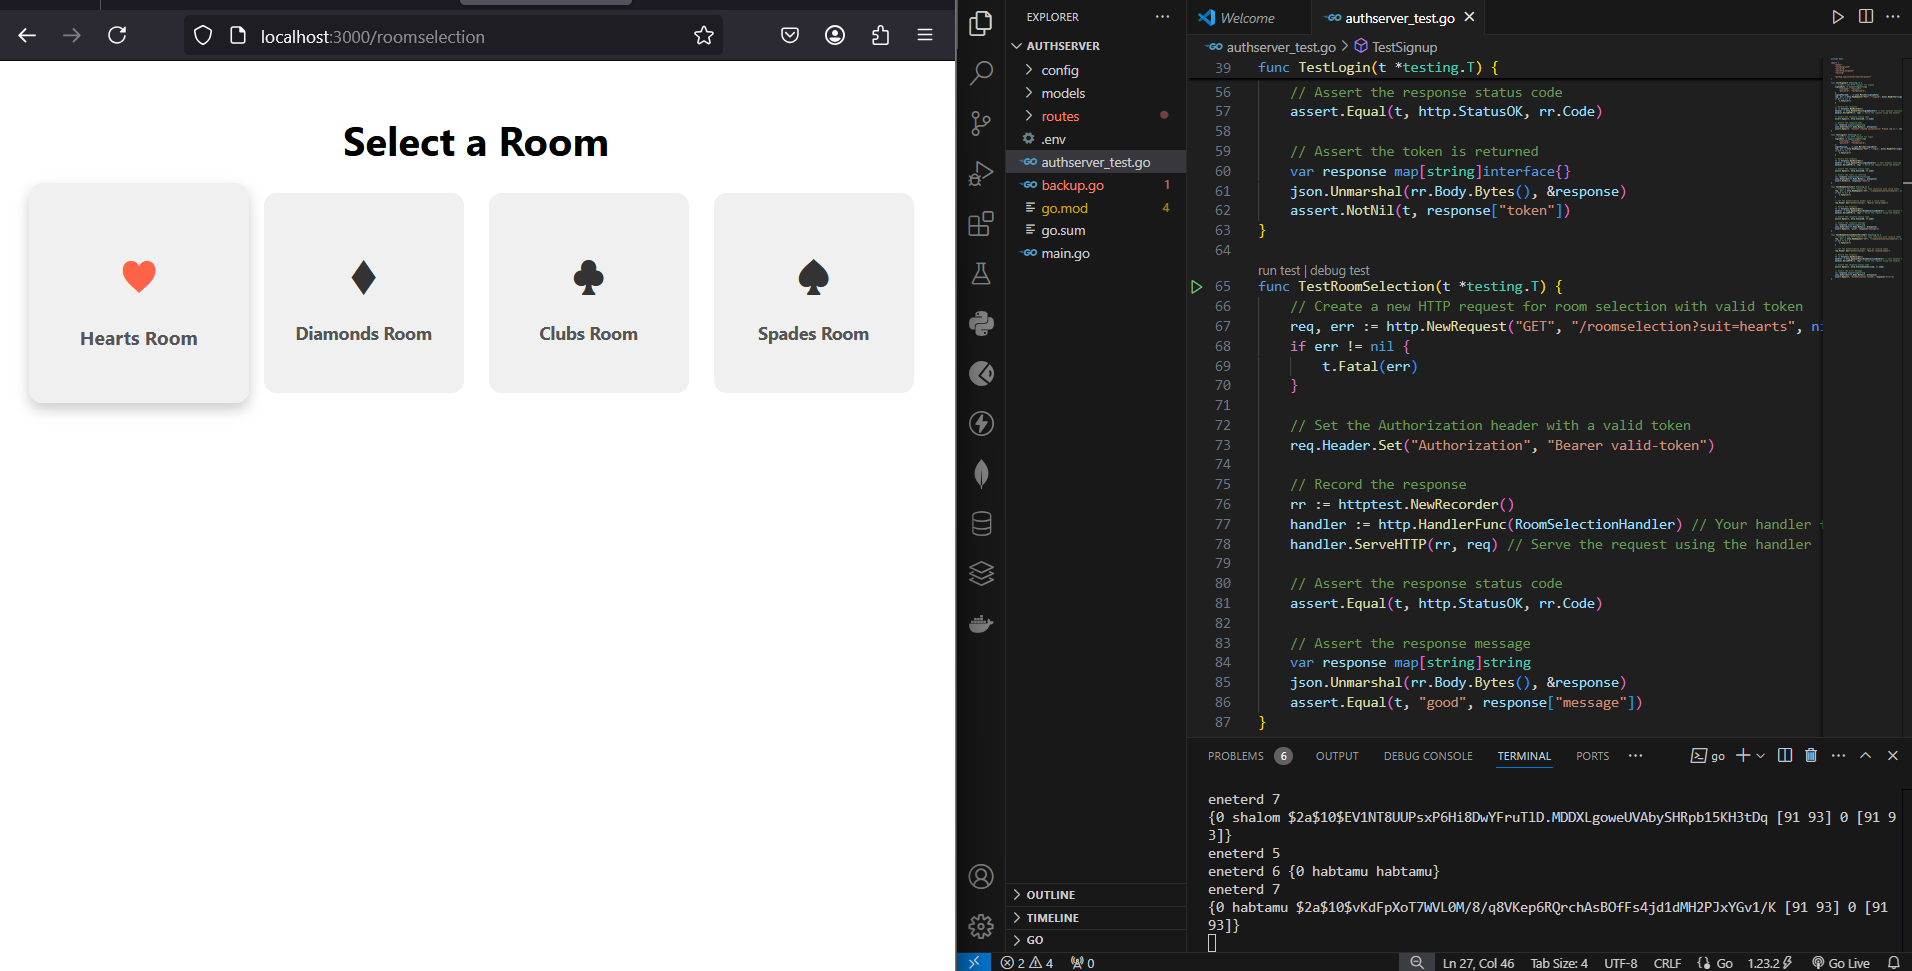 localhost:3000/roomselection
Select a Room
Hearts Room
Diamonds Room
Clubs Room
Spades Room
EXPLORER
AUTHSERVER
config
models
routes
.env
authserver_test.go
backup.go 1
go.mod 4
go.sum
main.go
OUTLINE
TIMELINE
GO
Welcome
authserver_test.go
authserver_test.go > TestSignup
39 func TestLogin(t *testing.T) {
56 // Assert the response status code
57 assert.Equal(t, http.StatusOK, rr.Code)
58
59 // Assert the token is returned
60 var response map[string]interface{}
61 json.Unmarshal(rr.Body.Bytes(), &response)
62 assert.NotNil(t, response["token"])
63 }
64
run test | debug test
65 func TestRoomSelection(t *testing.T) {
66 // Create a new HTTP request for room selection with valid token
67 req, err := http.NewRequest("GET", "/roomselection?suit=hearts", ni
68 if err != nil {
69 t.Fatal(err)
70 }
71
72 // Set the Authorization header with a valid token
73 req.Header.Set("Authorization", "Bearer valid-token")
74
75 // Record the response
76 rr := httptest.NewRecorder()
77 handler := http.HandlerFunc(RoomSelectionHandler) // Your handler
78 handler.ServeHTTP(rr, req) // Serve the request using the handler
79
80 // Assert the response status code
81 assert.Equal(t, http.StatusOK, rr.Code)
82
83 // Assert the response message
84 var response map[string]string
85 json.Unmarshal(rr.Body.Bytes(), &response)
86 assert.Equal(t, "good", response["message"])
87 }
PROBLEMS 6 OUTPUT DEBUG CONSOLE TERMINAL PORTS
go
eneterd 7
{0 shalom $2a$10$EV1NT8UUPsxP6Hi8DwYFruTlD.MDDXLgoweUVAbySHRpb15KH3tDq [91 93] 0 [91 9
3]}
eneterd 5
eneterd 6 {0 habtamu habtamu}
eneterd 7
{0 habtamu $2a$10$vKdFpXoT7WVL0M/8/q8VKep6RQrchAsBOfFs4jd1dMH2PJxYGv1/K [91 93] 0 [91
93]}
2 4 0 Ln 27, Col 46 Tab Size: 4 UTF-8 CRLF Go 1.23.2 Go Live